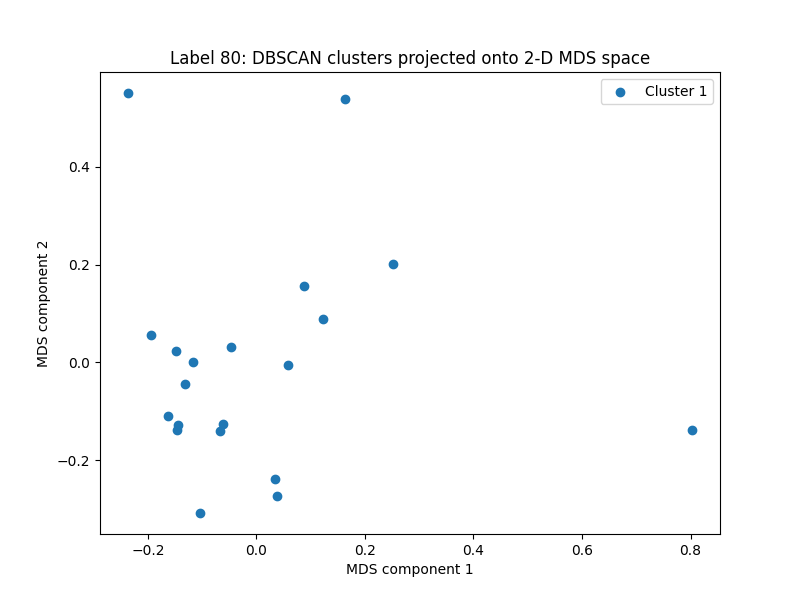 Label 80: DBSCAN clusters projected onto 2-D MDS space
Cluster 1
MDS component 2
0.4
0.2
0.0
−0.2
−0.2
0.0
0.2
0.4
0.6
0.8
MDS component 1